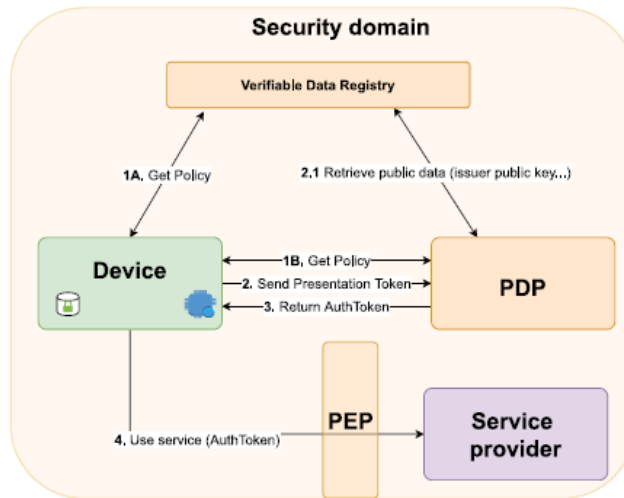 Security domain
Verifiable Data Registry
1A. Get Policy
2.1 Retrieve public data (issuer public key...)
Device
1B. Get Policy
2. Send Presentation Token
3. Return AuthToken
PDP
PEP
4. Use service (AuthToken)
Service
provider